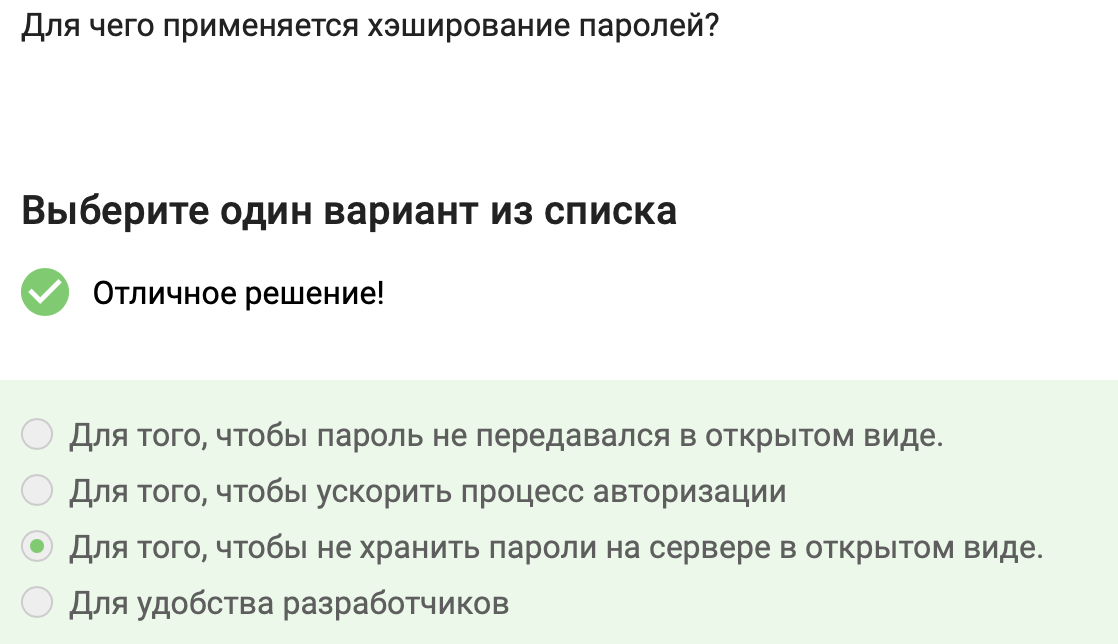 Для чего применяется хэширование паролей?
Выберите один вариант из списка
Отличное решение!
Для того, чтобы пароль не передавался в открытом виде.
Для того, чтобы ускорить процесс авторизации
Для того, чтобы не хранить пароли на сервере в открытом виде.
Для удобства разработчиков